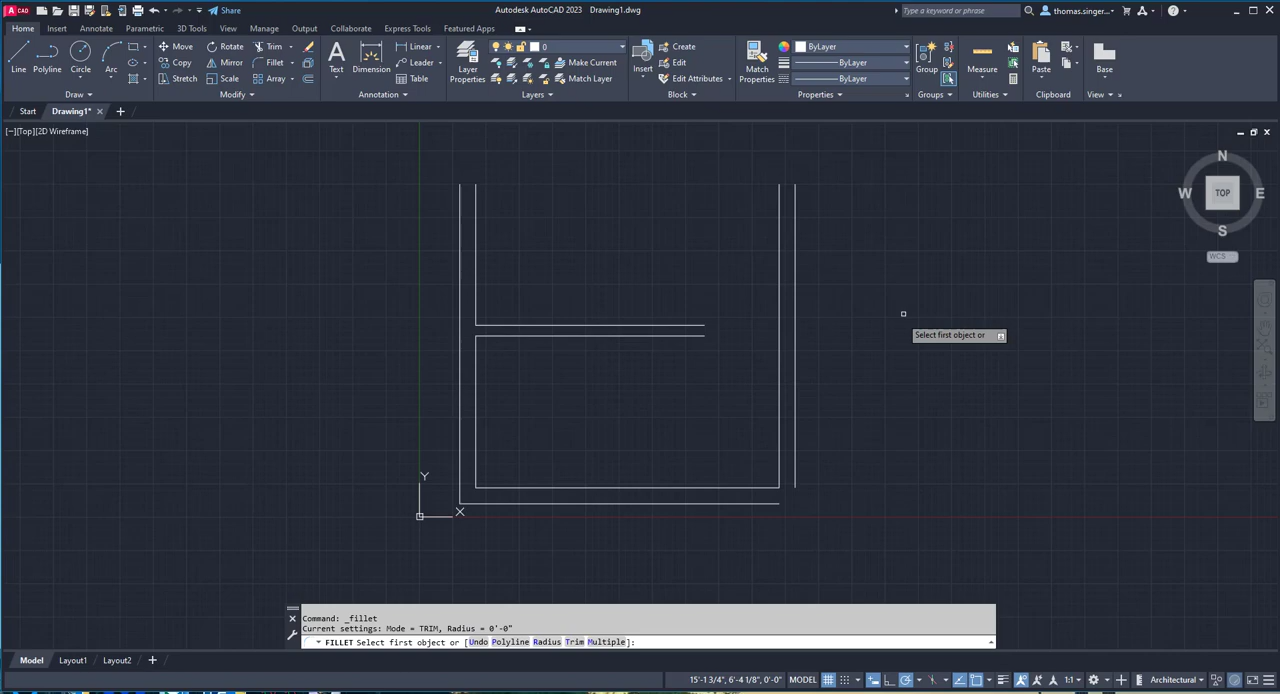 A CAD
Share
Autodesk AutoCAD 2023 Drawing1.dwg
Type a keyword or phrase
thomas.singer...
Home Insert Annotate Parametric 3D Tools View Manage Output Collaborate Express Tools Featured Apps
Line Polyline Circle Arc
Move Rotate Trim
Copy Mirror Fillet
Stretch Scale Array
A Text Dimension
Linear
Leader
Table
Layer Properties
0
Make Current
Match Layer
Insert
Create
Edit
Edit Attributes
Match Properties
ByLayer
ByLayer
ByLayer
Group Measure Paste Base
Draw Modify Annotation Layers Block Properties Groups Utilities Clipboard View
Start Drawing1*
[−][Top][2D Wireframe]
N
W TOP E
S
WCS
Select first object or
Y
X
Command: _fillet
Current settings: Mode = TRIM, Radius = 0'-0"
FILLET Select first object or [Undo Polyline Radius Trim Multiple]:
Model Layout1 Layout2
15'-1 3/4", 6'-4 1/8", 0'-0" MODEL 1:1 Architectural